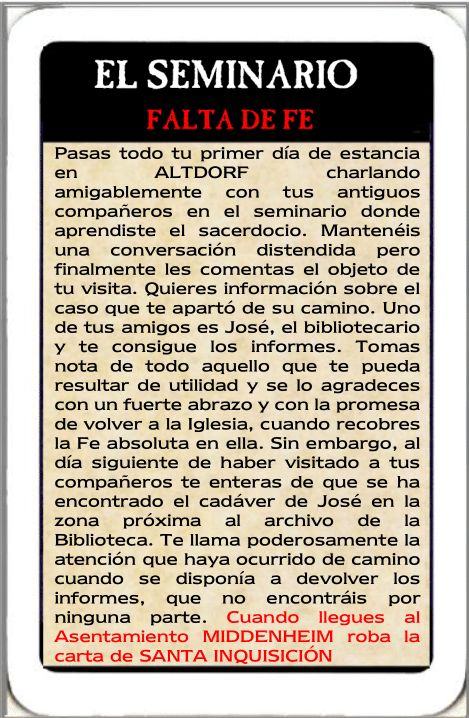 EL SEMINARIO
FALTA DE FE
Pasas todo tu primer día de estancia
en ALTDORF charlando
amigablemente con tus antiguos
compañeros en el seminario donde
aprendiste el sacerdocio. Mantenéis
una conversación distendida pero
finalmente les comentas el objeto de
tu visita. Quieres información sobre el
caso que te apartó de su camino. Uno
de tus amigos es José, el bibliotecario
y te consigue los informes. Tomas
nota de todo aquello que te pueda
resultar de utilidad y se lo agradeces
con un fuerte abrazo y con la promesa
de volver a la Iglesia, cuando recobres
la Fe absoluta en ella. Sin embargo, al
día siguiente de haber visitado a tus
compañeros te enteras de que se ha
encontrado el cadáver de José en la
zona próxima al archivo de la
Biblioteca. Te llama poderosamente la
atención que haya ocurrido de camino
cuando se disponía a devolver los
informes, que no encontráis por
ninguna parte. Cuando llegues al
Asentamiento MIDDENHEIM roba la
carta de SANTA INQUISICIÓN